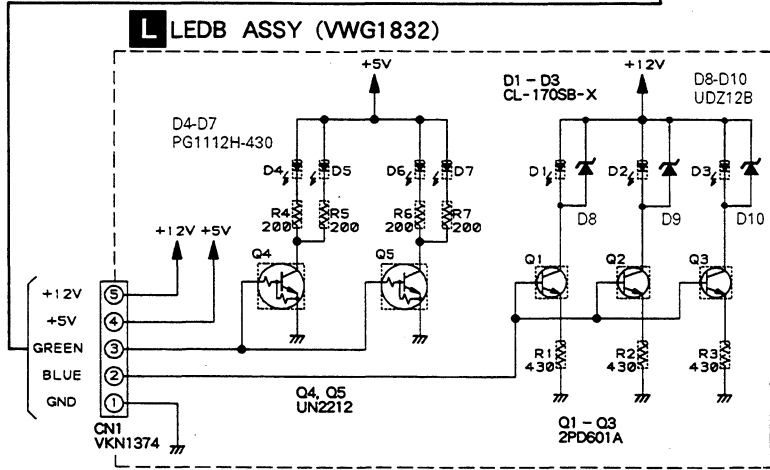 L LEDB ASSY (VWG1832)
+5V
D1 - D3
CL-170SB-X
+12V
D8-D10
UDZ12B
D4-D7
PG1112H-430
D4 D5 D6 D7 D1 D2 D3
R4 200 R5 200 R6 200 R7 200
D8 D9 D10
+12V +5V
Q4 Q5 Q1 Q2 Q3
+12V 5
+5V 4
GREEN 3
BLUE 2
GND 1
R1 430 R2 430 R3 430
Q4, Q5
UN2212
CN1
VKN1374
Q1 - Q3
2PD601A